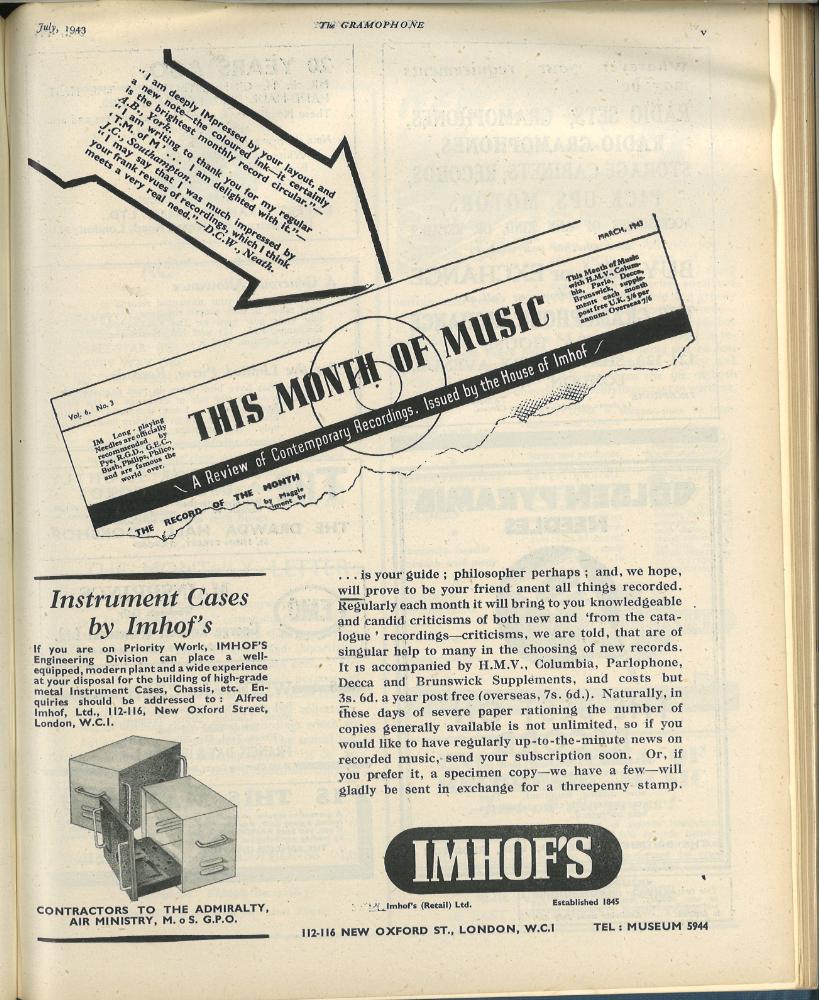 July, 1943
The GRAMOPHONE
v
"I am deeply IMpressed by your layout, and
a new note—the coloured ink—it certainly
is the brightest monthly record circular."—
A.B., York.
"I am writing to thank you for my regular
'T.M. of M' . . . am delighted with it."—
J.C., Southampton.
"I may say that I was much impressed by
your frank revues of recordings, which I think
meets a very real need."—D.C.W., Neath.
MARCH, 1943
This Month of Music
with H.M.V., Colum-
bia, Parlo, Decca,
Brunswick, supple-
ments each month
post free U.K. 3/6 per
annum. Overseas 7/6
THIS MONTH OF MUSIC
Vol. 6. No. 3
IM Long-playing
Needles are officially
recommended by
Pye, R.G.D., G.E.C.,
Bush, Philips, Philco,
and are famous the
world over.
A Review of Contemporary Recordings. Issued by the House of Imhof
THE RECORD OF THE MONTH
by Maggie
ment by
Instrument Cases
by Imhof's
If you are on Priority Work, IMHOF'S
Engineering Division can place a well-
equipped, modern plant and a wide experience
at your disposal for the building of high-grade
metal Instrument Cases, Chassis, etc. En-
quiries should be addressed to: Alfred
Imhof, Ltd., 112-116, New Oxford Street,
London, W.C.1.
CONTRACTORS TO THE ADMIRALTY,
AIR MINISTRY, M. o S. G.P.O.
. . . is your guide ; philosopher perhaps ; and, we hope,
will prove to be your friend anent all things recorded.
Regularly each month it will bring to you knowledgeable
and candid criticisms of both new and 'from the cata-
logue' recordings—criticisms, we are told, that are of
singular help to many in the choosing of new records.
It is accompanied by H.M.V., Columbia, Parlophone,
Decca and Brunswick Supplements, and costs but
3s. 6d. a year post free (overseas, 7s. 6d.). Naturally, in
these days of severe paper rationing the number of
copies generally available is not unlimited, so if you
would like to have regularly up-to-the-minute news on
recorded music, send your subscription soon. Or, if
you prefer it, a specimen copy—we have a few—will
gladly be sent in exchange for a threepenny stamp.
IMHOF'S
Imhof's (Retail) Ltd.
Established 1845
112-116 NEW OXFORD ST., LONDON, W.C.1
TEL : MUSEUM 5944